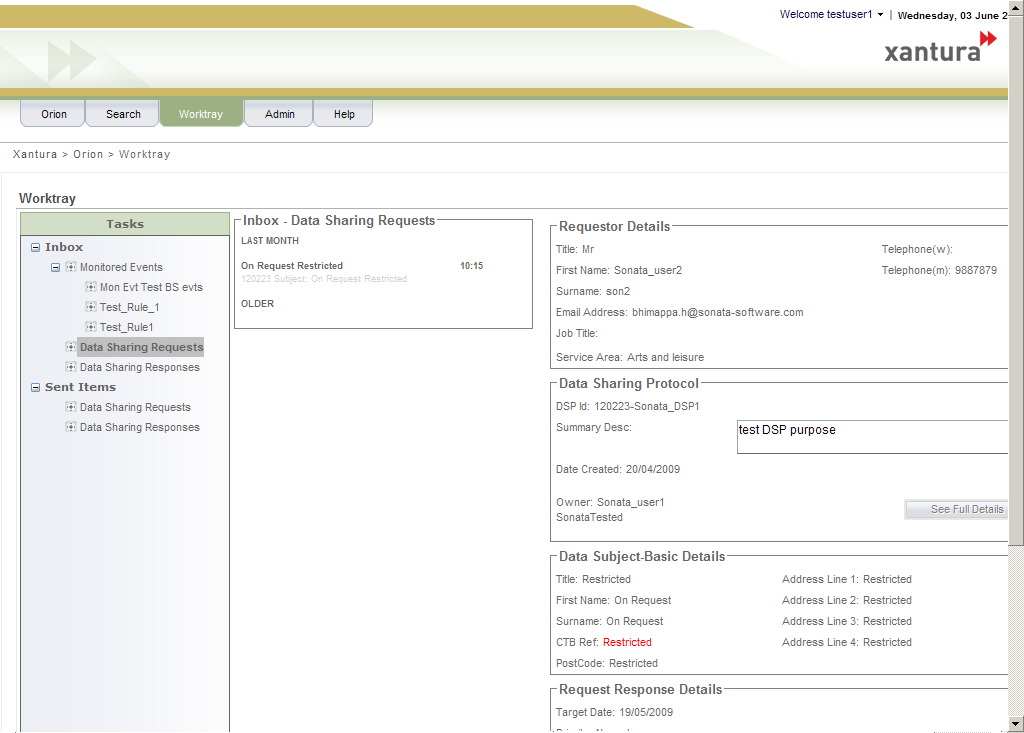 Welcome testuser1 | Wednesday, 03 June 2
xantura
Orion Search Worktray Admin Help
Xantura > Orion > Worktray
Worktray
Tasks
Inbox
Monitored Events
Mon Evt Test BS evts
Test_Rule_1
Test_Rule1
Data Sharing Requests
Data Sharing Responses
Sent Items
Data Sharing Requests
Data Sharing Responses
Inbox - Data Sharing Requests
LAST MONTH
On Request Restricted 10:15
120223 Subject: On Request Restricted
OLDER
Requestor Details
Title: Mr Telephone(w):
First Name: Sonata_user2 Telephone(m): 9887879
Surname: son2
Email Address: bhimappa.h@sonata-software.com
Job Title:
Service Area: Arts and leisure
Data Sharing Protocol
DSP Id: 120223-Sonata_DSP1
Summary Desc: test DSP purpose
Date Created: 20/04/2009
Owner: Sonata_user1
SonataTested
See Full Details
Data Subject-Basic Details
Title: Restricted Address Line 1: Restricted
First Name: On Request Address Line 2: Restricted
Surname: On Request Address Line 3: Restricted
CTB Ref: Restricted Address Line 4: Restricted
PostCode: Restricted
Request Response Details
Target Date: 19/05/2009